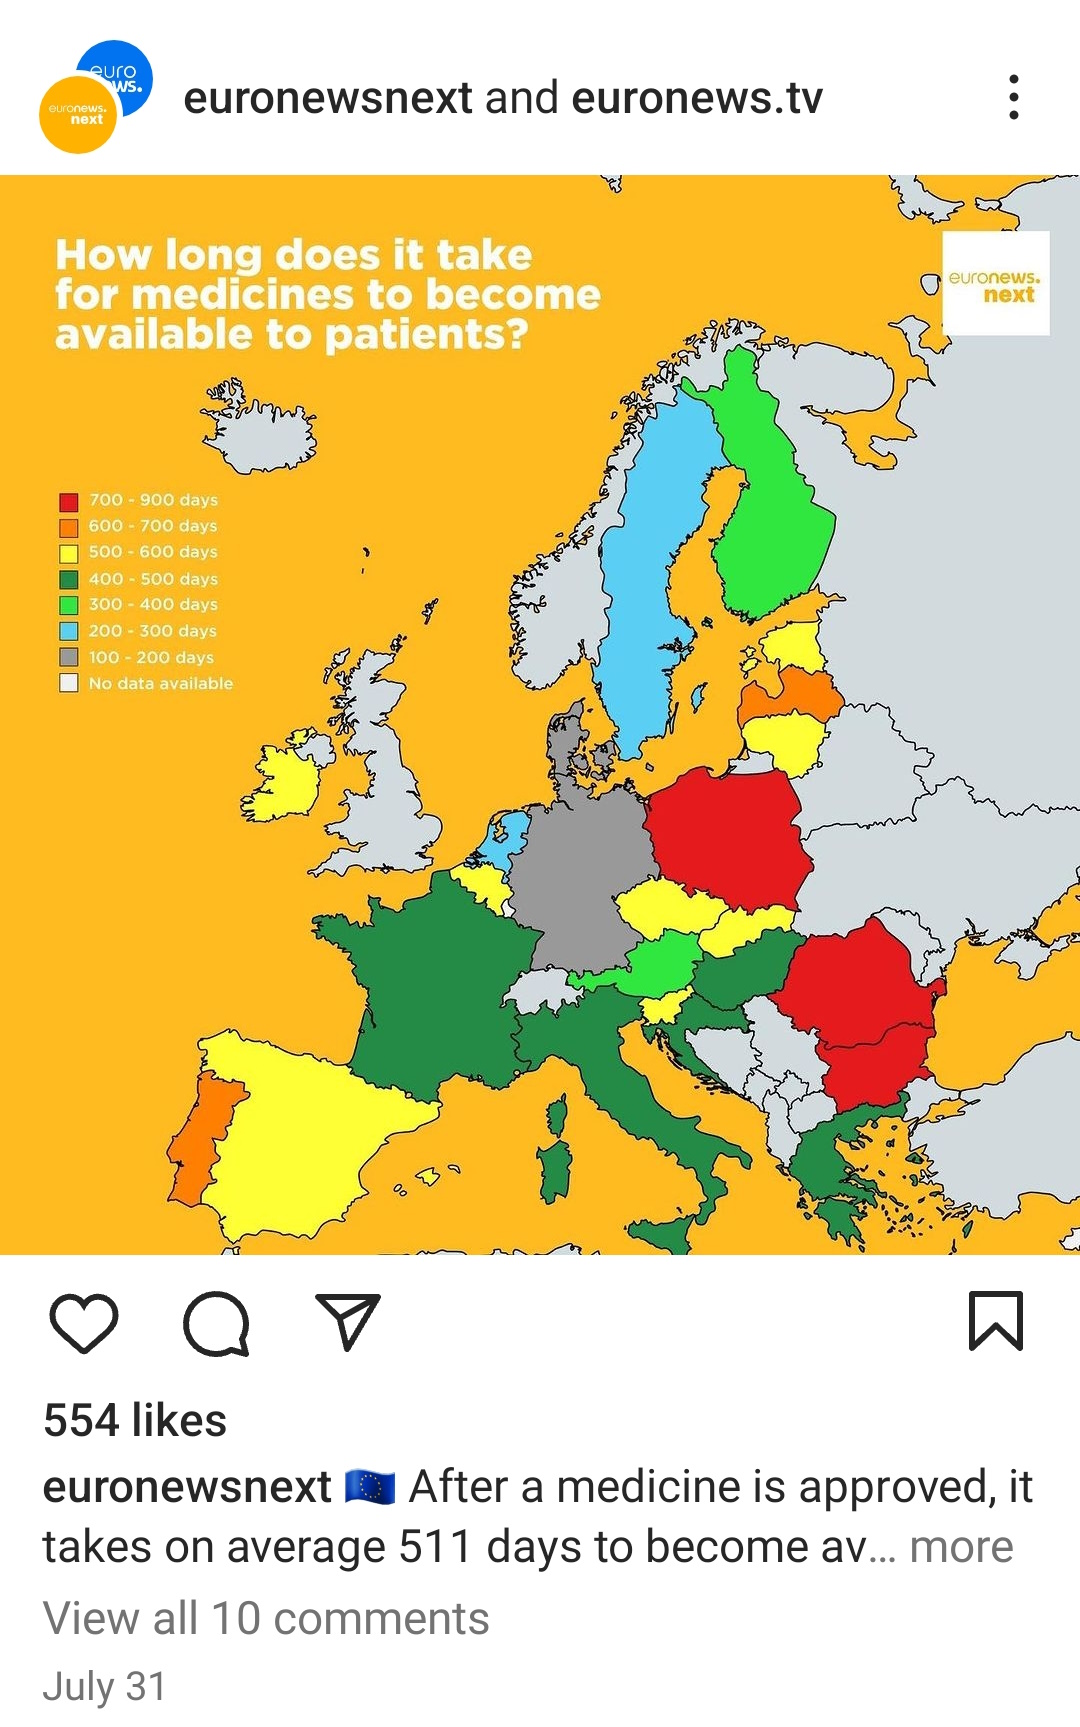 euro
ws.
euronews.
next
euronewsnext and euronews.tv
How long does it take
for medicines to become
available to patients?
euronews.
next
700 - 900 days
600 - 700 days
500 - 600 days
400 - 500 days
300 - 400 days
200 - 300 days
100 - 200 days
No data available
554 likes
euronewsnext 🇪🇺 After a medicine is approved, it
takes on average 511 days to become av... more
View all 10 comments
July 31